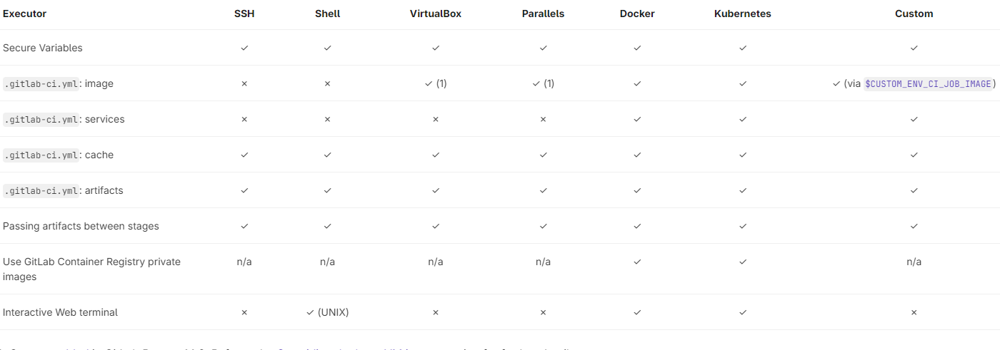 Executor SSH Shell VirtualBox Parallels Docker Kubernetes Custom
Secure Variables ✓ ✓ ✓ ✓ ✓ ✓ ✓
.gitlab-ci.yml: image × × ✓ (1) ✓ (1) ✓ ✓ ✓ (via $CUSTOM_ENV_CI_JOB_IMAGE)
.gitlab-ci.yml: services × × × × ✓ ✓ ✓
.gitlab-ci.yml: cache ✓ ✓ ✓ ✓ ✓ ✓ ✓
.gitlab-ci.yml: artifacts ✓ ✓ ✓ ✓ ✓ ✓ ✓
Passing artifacts between stages ✓ ✓ ✓ ✓ ✓ ✓ ✓
Use GitLab Container Registry private n/a n/a n/a n/a ✓ ✓ n/a
images
Interactive Web terminal × ✓ (UNIX) × × ✓ ✓ ×